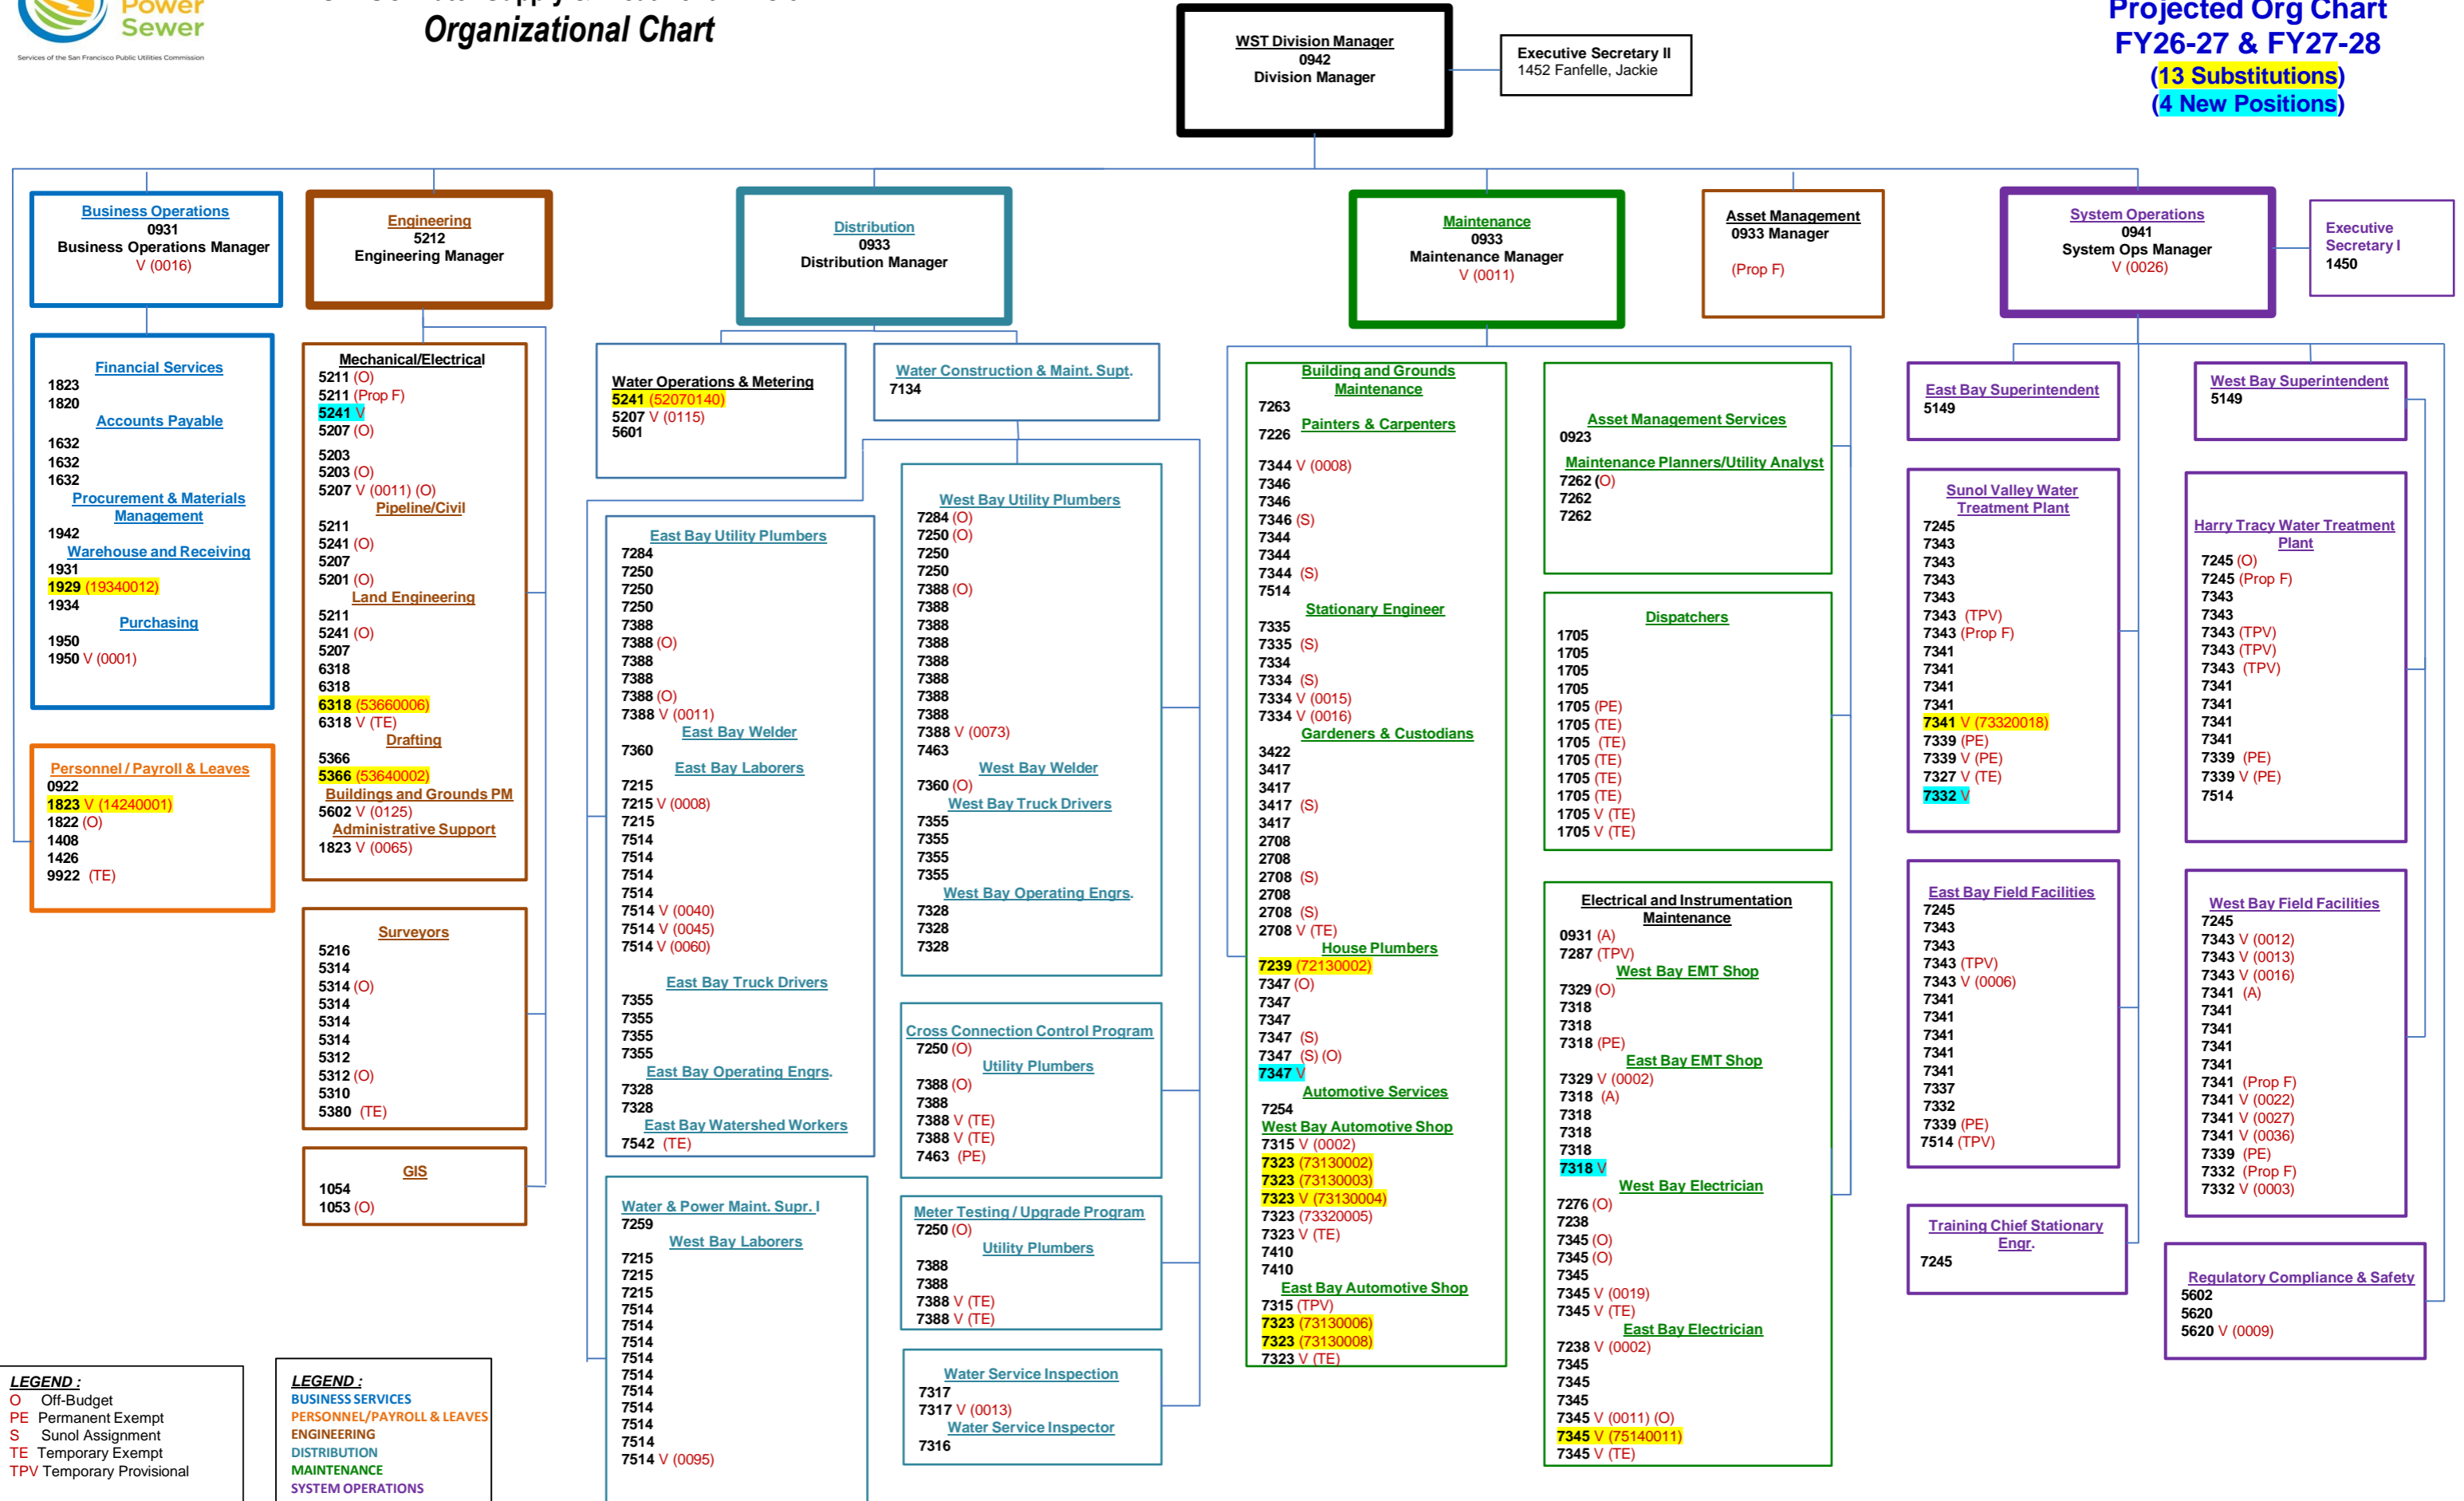 Power
Sewer
Services of the San Francisco Public Utilities Commission
Organizational Chart
Projected Org Chart
FY26-27 & FY27-28
(13 Substitutions)
(4 New Positions)
WST Division Manager
0942
Division Manager
Executive Secretary II
1452 Fanfelle, Jackie
Business Operations
0931
Business Operations Manager
V (0016)
Engineering
5212
Engineering Manager
Distribution
0933
Distribution Manager
Maintenance
0933
Maintenance Manager
V (0011)
Asset Management
0933 Manager
(Prop F)
System Operations
0941
System Ops Manager
V (0026)
Executive
Secretary I
1450
Financial Services
1823
1820
Accounts Payable
1632
1632
1632
Procurement & Materials
Management
1942
Warehouse and Receiving
1931
1929 (19340012)
1934
Purchasing
1950
1950 V (0001)
Personnel / Payroll & Leaves
0922
1823 V (14240001)
1822 (O)
1408
1426
9922 (TE)
Mechanical/Electrical
5211 (O)
5211 (Prop F)
5241 V
5207 (O)
5203
5203 (O)
5207 V (0011) (O)
Pipeline/Civil
5211
5241 (O)
5207
5201 (O)
Land Engineering
5211
5241 (O)
5207
6318
6318
6318 (53660006)
6318 V (TE)
Drafting
5366
5366 (53640002)
Buildings and Grounds PM
5602 V (0125)
Administrative Support
1823 V (0065)
Surveyors
5216
5314
5314 (O)
5314
5314
5314
5312
5312 (O)
5310
5380 (TE)
GIS
1054
1053 (O)
Water Operations & Metering
5241 (52070140)
5207 V (0115)
5601
Water Construction & Maint. Supt.
7134
East Bay Utility Plumbers
7284
7250
7250
7250
7388
7388 (O)
7388
7388
7388 (O)
7388 V (0011)
East Bay Welder
7360
East Bay Laborers
7215
7215 V (0008)
7215
7514
7514
7514
7514
7514 V (0040)
7514 V (0045)
7514 V (0060)
East Bay Truck Drivers
7355
7355
7355
7355
East Bay Operating Engrs.
7328
7328
East Bay Watershed Workers
7542 (TE)
Water & Power Maint. Supr. I
7259
West Bay Laborers
7215
7215
7215
7514
7514
7514
7514
7514
7514
7514
7514
7514
7514 V (0095)
West Bay Utility Plumbers
7284 (O)
7250 (O)
7250
7250
7388 (O)
7388
7388
7388
7388
7388
7388
7388
7388 V (0073)
7463
West Bay Welder
7360 (O)
West Bay Truck Drivers
7355
7355
7355
7355
West Bay Operating Engrs.
7328
7328
7328
Cross Connection Control Program
7250 (O)
Utility Plumbers
7388 (O)
7388
7388 V (TE)
7388 V (TE)
7463 (PE)
Meter Testing / Upgrade Program
7250 (O)
Utility Plumbers
7388
7388
7388 V (TE)
7388 V (TE)
Water Service Inspection
7317
7317 V (0013)
Water Service Inspector
7316
Building and Grounds
Maintenance
7263
Painters & Carpenters
7226
7344 V (0008)
7346
7346
7346 (S)
7344
7344
7344 (S)
7514
Stationary Engineer
7335
7335 (S)
7334
7334 (S)
7334 V (0015)
7334 V (0016)
Gardeners & Custodians
3422
3417
3417
3417 (S)
3417
2708
2708
2708 (S)
2708
2708 (S)
2708 V (TE)
House Plumbers
7239 (72130002)
7347 (O)
7347
7347
7347 (S)
7347 (S) (O)
7347 V
Automotive Services
7254
West Bay Automotive Shop
7315 V (0002)
7323 (73130002)
7323 (73130003)
7323 V (73130004)
7323 (73320005)
7323 V (TE)
7410
7410
East Bay Automotive Shop
7315 (TPV)
7323 (73130006)
7323 (73130008)
7323 V (TE)
Asset Management Services
0923
Maintenance Planners/Utility Analyst
7262 (O)
7262
7262
Dispatchers
1705
1705
1705
1705
1705 (PE)
1705 (TE)
1705 (TE)
1705 (TE)
1705 (TE)
1705 (TE)
1705 V (TE)
1705 V (TE)
Electrical and Instrumentation
Maintenance
0931 (A)
7287 (TPV)
West Bay EMT Shop
7329 (O)
7318
7318
7318 (PE)
East Bay EMT Shop
7329 V (0002)
7318 (A)
7318
7318
7318
7318 V
West Bay Electrician
7276 (O)
7238
7345 (O)
7345 (O)
7345
7345 V (0019)
7345 V (TE)
East Bay Electrician
7238 V (0002)
7345
7345
7345
7345 V (0011) (O)
7345 V (75140011)
7345 V (TE)
East Bay Superintendent
5149
West Bay Superintendent
5149
Sunol Valley Water
Treatment Plant
7245
7343
7343
7343
7343
7343 (TPV)
7343 (Prop F)
7341
7341
7341
7341
7341 V (73320018)
7339 (PE)
7339 V (PE)
7327 V (TE)
7332 V
Harry Tracy Water Treatment
Plant
7245 (O)
7245 (Prop F)
7343
7343
7343 (TPV)
7343 (TPV)
7343 (TPV)
7341
7341
7341
7341
7339 (PE)
7339 V (PE)
7514
East Bay Field Facilities
7245
7343
7343
7343 (TPV)
7343 V (0006)
7341
7341
7341
7341
7341
7337
7332
7339 (PE)
7514 (TPV)
West Bay Field Facilities
7245
7343 V (0012)
7343 V (0013)
7343 V (0016)
7341 (A)
7341
7341
7341
7341
7341 (Prop F)
7341 V (0022)
7341 V (0027)
7341 V (0036)
7339 (PE)
7332 (Prop F)
7332 V (0003)
Training Chief Stationary
Engr.
7245
Regulatory Compliance & Safety
5602
5620
5620 V (0009)
LEGEND :
O Off-Budget
PE Permanent Exempt
S Sunol Assignment
TE Temporary Exempt
TPV Temporary Provisional
LEGEND :
BUSINESS SERVICES
PERSONNEL/PAYROLL & LEAVES
ENGINEERING
DISTRIBUTION
MAINTENANCE
SYSTEM OPERATIONS